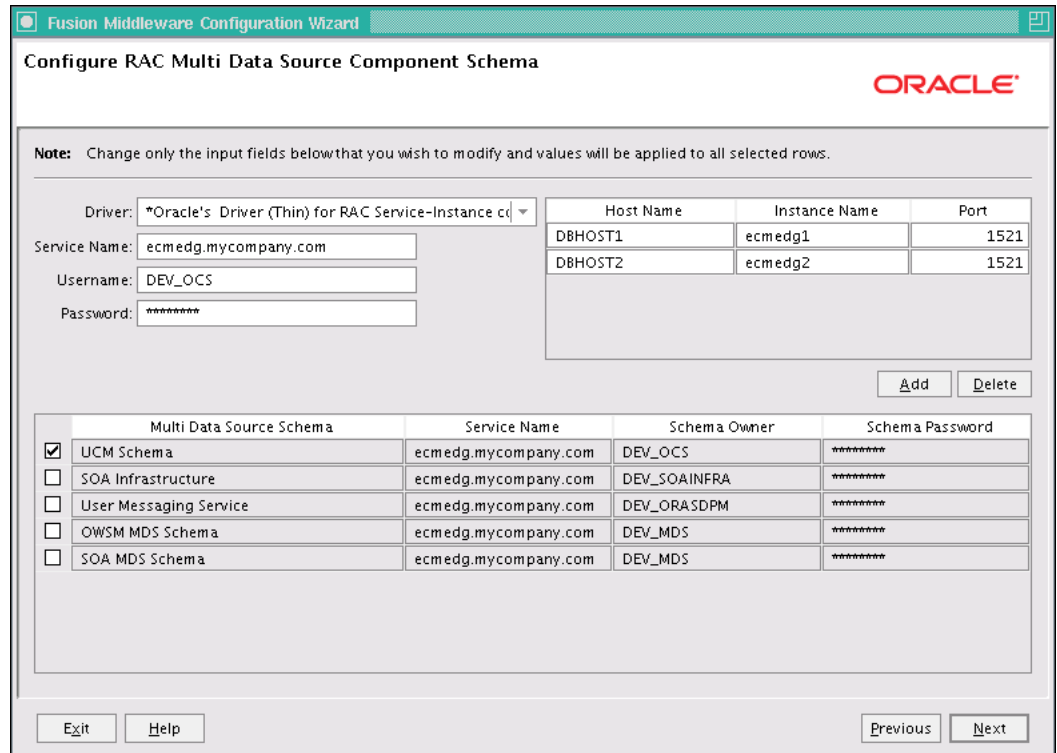 Fusion Middleware Configuration Wizard
Configure RAC Multi Data Source Component Schema
ORACLE
Note: Change only the input fields below that you wish to modify and values will be applied to all selected rows.
Driver: *Oracle's Driver (Thin) for RAC Service-Instance co
Service Name: ecmedg.mycompany.com
Username: DEV_OCS
Password: ********
Host Name Instance Name Port
DBHOST1 ecmedg1 1521
DBHOST2 ecmedg2 1521
Add Delete
Multi Data Source Schema Service Name Schema Owner Schema Password
UCM Schema ecmedg.mycompany.com DEV_OCS *********
SOA Infrastructure ecmedg.mycompany.com DEV_SOAINFRA *********
User Messaging Service ecmedg.mycompany.com DEV_ORASDPM *********
OWSM MDS Schema ecmedg.mycompany.com DEV_MDS *********
SOA MDS Schema ecmedg.mycompany.com DEV_MDS *********
Exit Help Previous Next